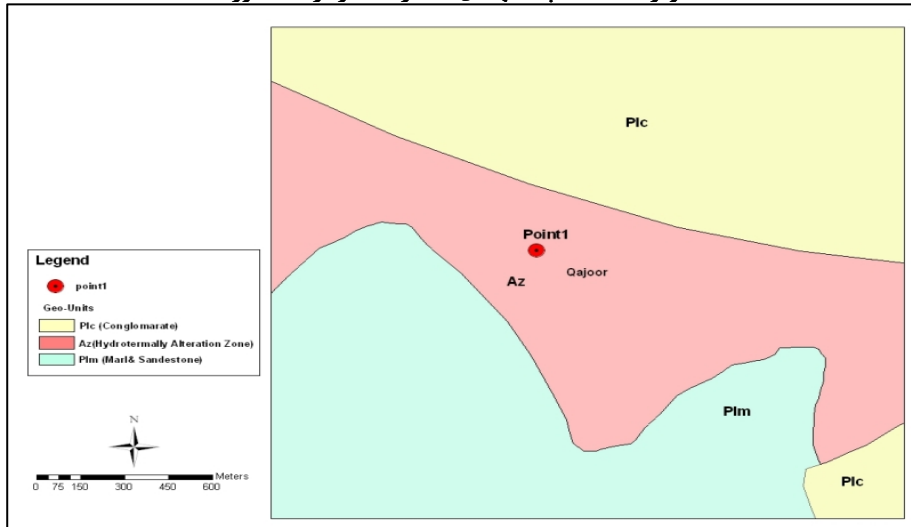 Plc
Point1
Qajoor
Az
Legend
point1
Geo-Units
Plc (Conglomarate)
Az(Hydrotermally Alteration Zone)
Plm (Marl& Sandestone)
Plm
Plc
N
Meters
0 75 150 300 450 600